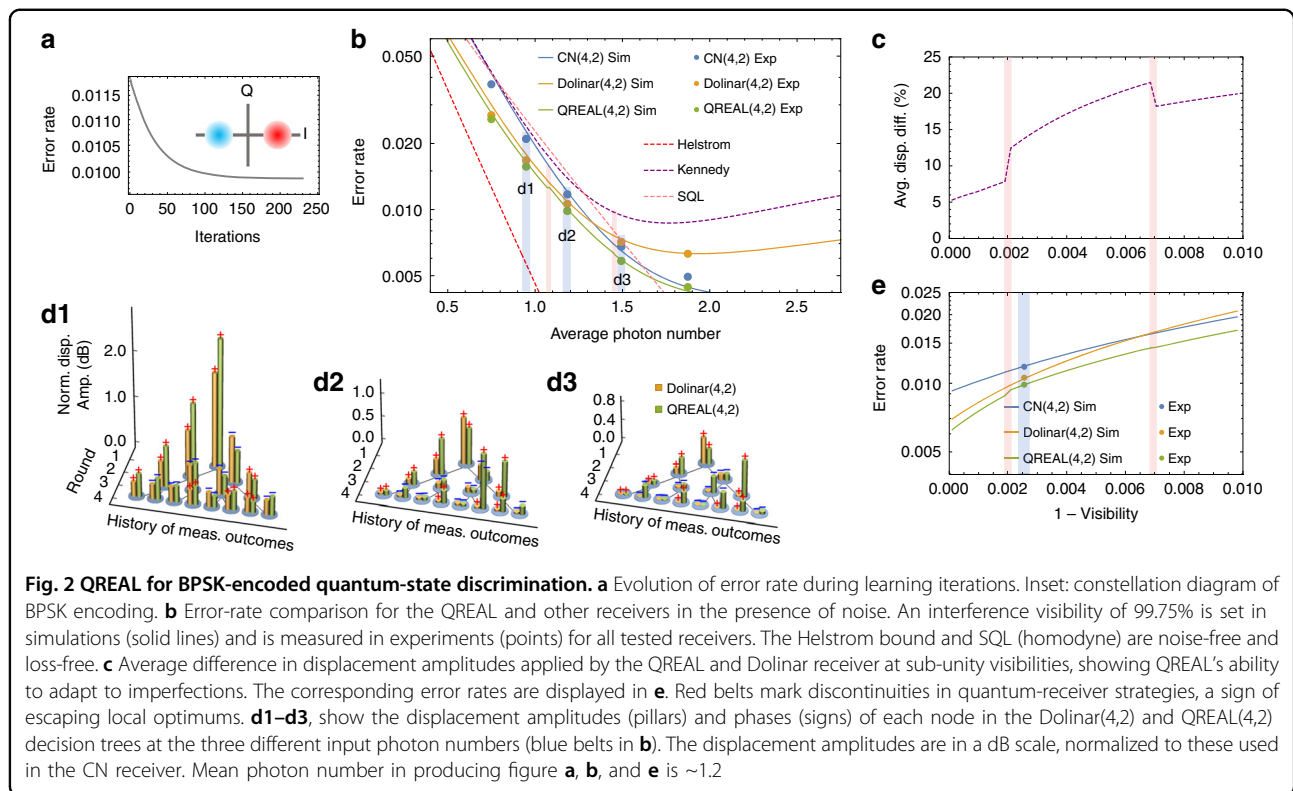 a
Error rate
0.0115
0.0110
0.0105
0.0100
Q
I
0 50 100 150 200 250
Iterations
b
Error rate
0.050
0.020
0.010
0.005
CN(4,2) Sim
Dolinar(4,2) Sim
QREAL(4,2) Sim
CN(4,2) Exp
Dolinar(4,2) Exp
QREAL(4,2) Exp
Helstrom
Kennedy
SQL
d1
d2
d3
0.5 1.0 1.5 2.0 2.5
Average photon number
c
Avg. disp. diff. (%)
25
20
15
10
5
0
0.000 0.002 0.004 0.006 0.008 0.010
d1
Norm. disp.
Amp. (dB)
2.0
1.0
0.0
Round
1
2
3
4
History of meas. outcomes
d2
1.0
0.5
0.0
1
2
3
4
History of meas. outcomes
d3
0.8
0.4
0.0
1
2
3
4
Dolinar(4,2)
QREAL(4,2)
History of meas. outcomes
e
Error rate
0.025
0.020
0.015
0.010
0.005
CN(4,2) Sim
Dolinar(4,2) Sim
QREAL(4,2) Sim
Exp
Exp
Exp
0.000 0.002 0.004 0.006 0.008 0.010
1 – Visibility
Fig. 2 QREAL for BPSK-encoded quantum-state discrimination. a Evolution of error rate during learning iterations. Inset: constellation diagram of
BPSK encoding. b Error-rate comparison for the QREAL and other receivers in the presence of noise. An interference visibility of 99.75% is set in
simulations (solid lines) and is measured in experiments (points) for all tested receivers. The Helstrom bound and SQL (homodyne) are noise-free and
loss-free. c Average difference in displacement amplitudes applied by the QREAL and Dolinar receiver at sub-unity visibilities, showing QREAL's ability
to adapt to imperfections. The corresponding error rates are displayed in e. Red belts mark discontinuities in quantum-receiver strategies, a sign of
escaping local optimums. d1–d3, show the displacement amplitudes (pillars) and phases (signs) of each node in the Dolinar(4,2) and QREAL(4,2)
decision trees at the three different input photon numbers (blue belts in b). The displacement amplitudes are in a dB scale, normalized to these used
in the CN receiver. Mean photon number in producing figure a, b, and e is ~1.2